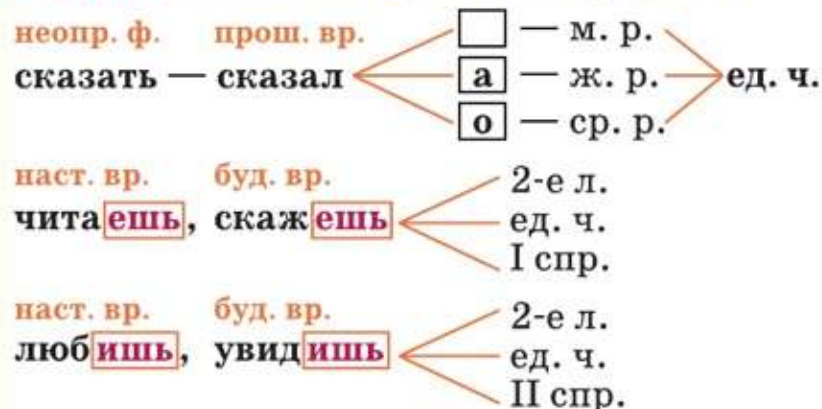 неопр. ф. прош. вр.
— м. р.
сказать — сказал а — ж. р. ед. ч.
о — ср. р.
наст. вр. буд. вр.
2-е л.
читаешь, скажешь ед. ч.
I спр.
наст. вр. буд. вр.
2-е л.
любишь, увидишь ед. ч.
II спр.